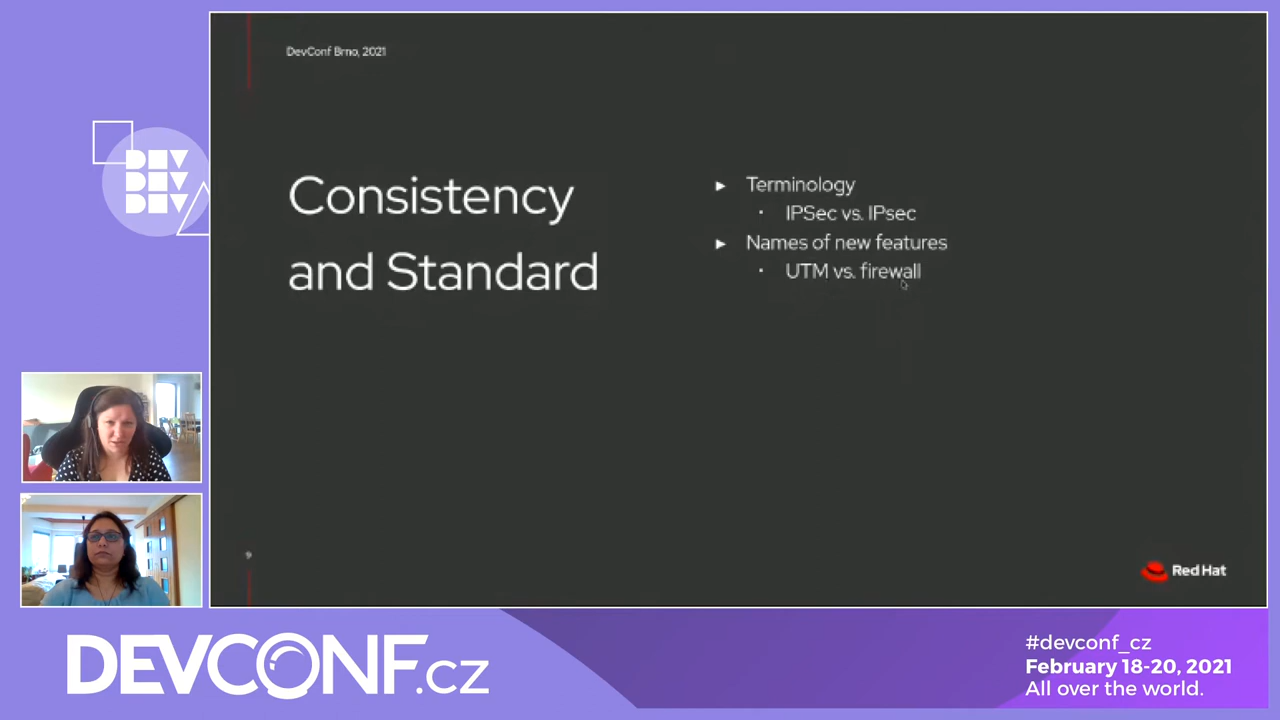 DevConf Brno, 2021
Consistency
and Standard
► Terminology
· IPSec vs. IPsec
► Names of new features
· UTM vs. firewall
9
Red Hat
DEV
DEV
DEV
DEVCONF.cz
#devconf_cz
February 18-20, 2021
All over the world.